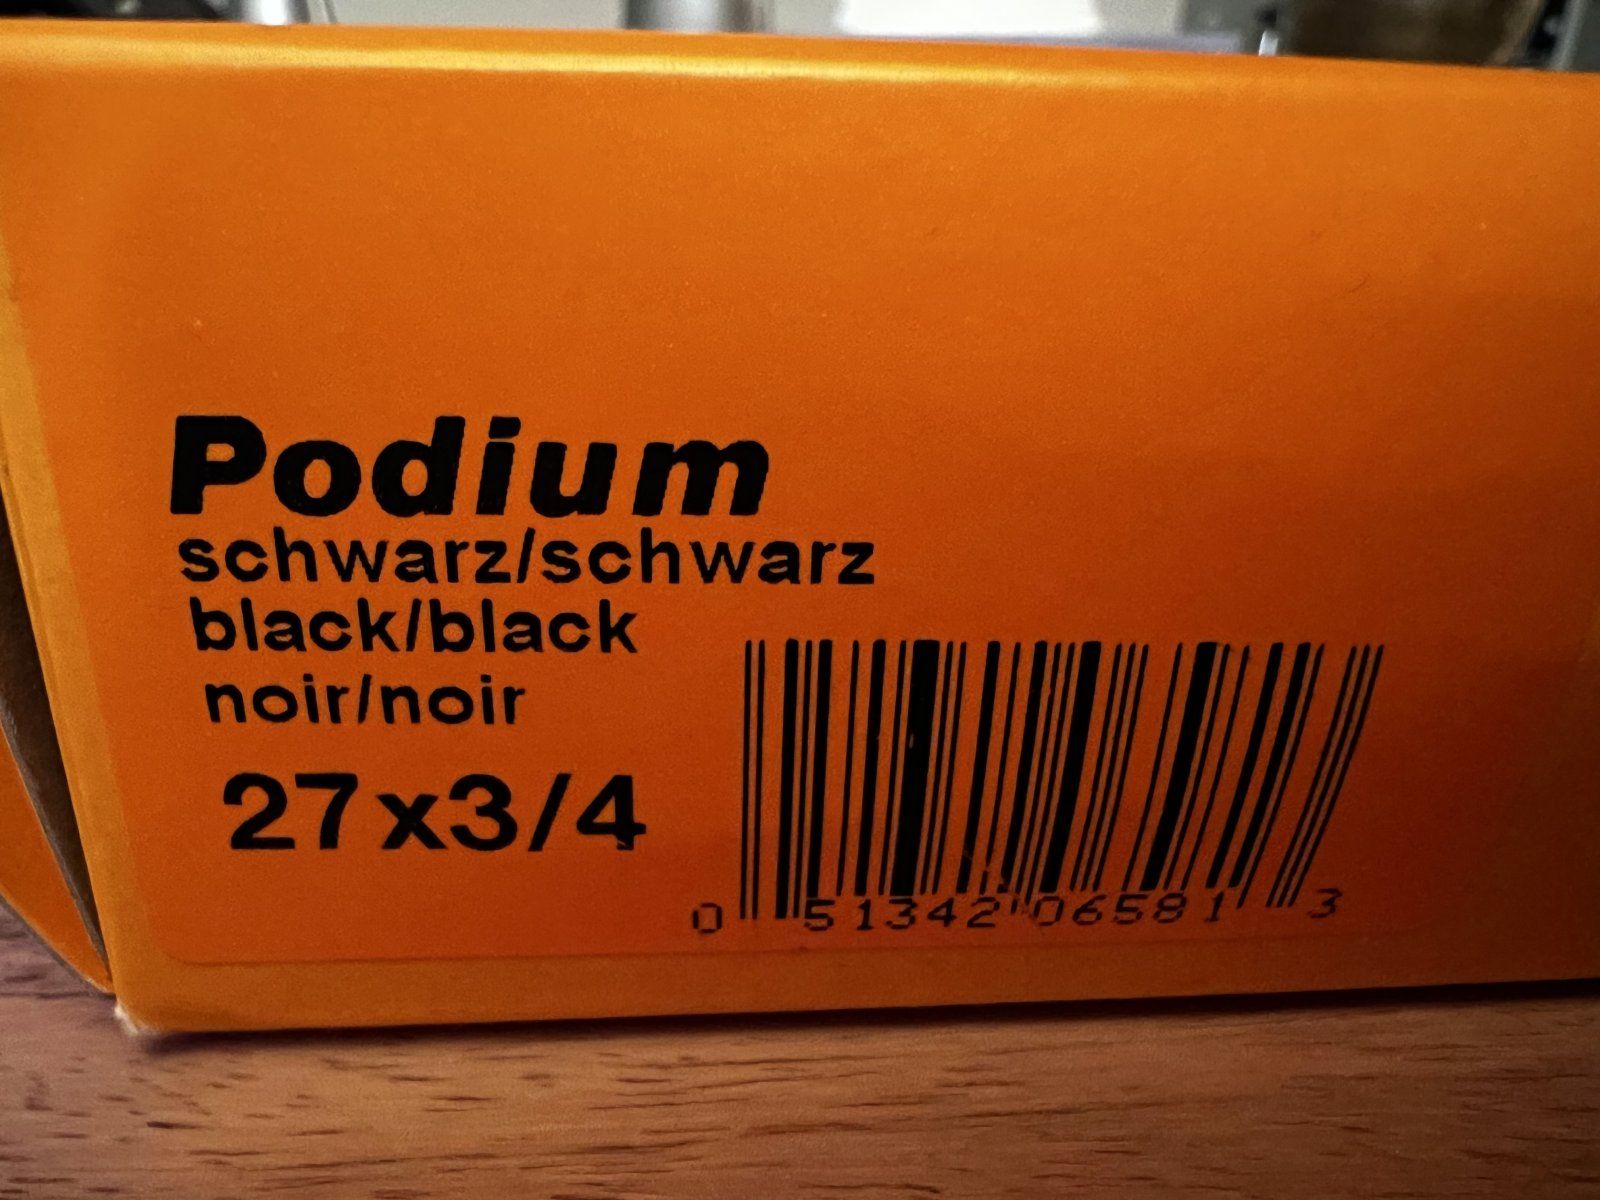 Podium
schwarz/schwarz
black/black
noir/noir
27x3/4
0 51342 06581 3